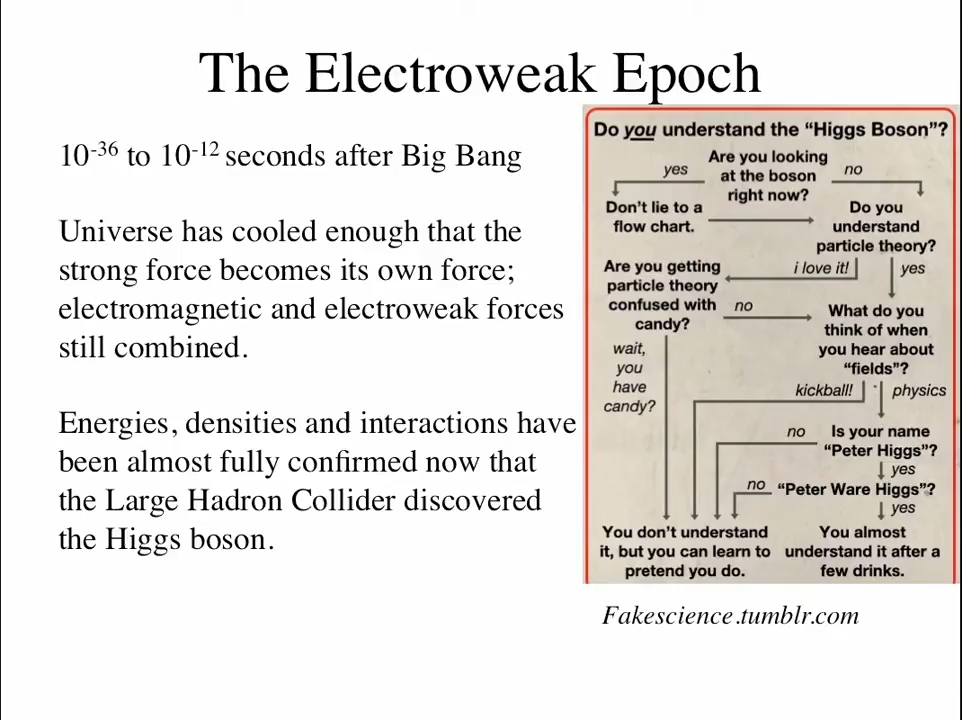 The Electroweak Epoch
10-36 to 10-12 seconds after Big Bang
Universe has cooled enough that the
strong force becomes its own force;
electromagnetic and electroweak forces
still combined.
Energies, densities and interactions have
been almost fully confirmed now that
the Large Hadron Collider discovered
the Higgs boson.
Do you understand the “Higgs Boson”?
Are you looking
at the boson
right now?
yes
no
Don’t lie to a
flow chart.
Do you
understand
particle theory?
i love it!
yes
Are you getting
particle theory
confused with
candy?
no
wait,
you
have
candy?
What do you
think of when
you hear about
“fields”?
kickball!
physics
Is your name
“Peter Higgs”?
no
yes
“Peter Ware Higgs”?
no
yes
You don’t understand
it, but you can learn to
pretend you do.
You almost
understand it after a
few drinks.
Fakescience.tumblr.com